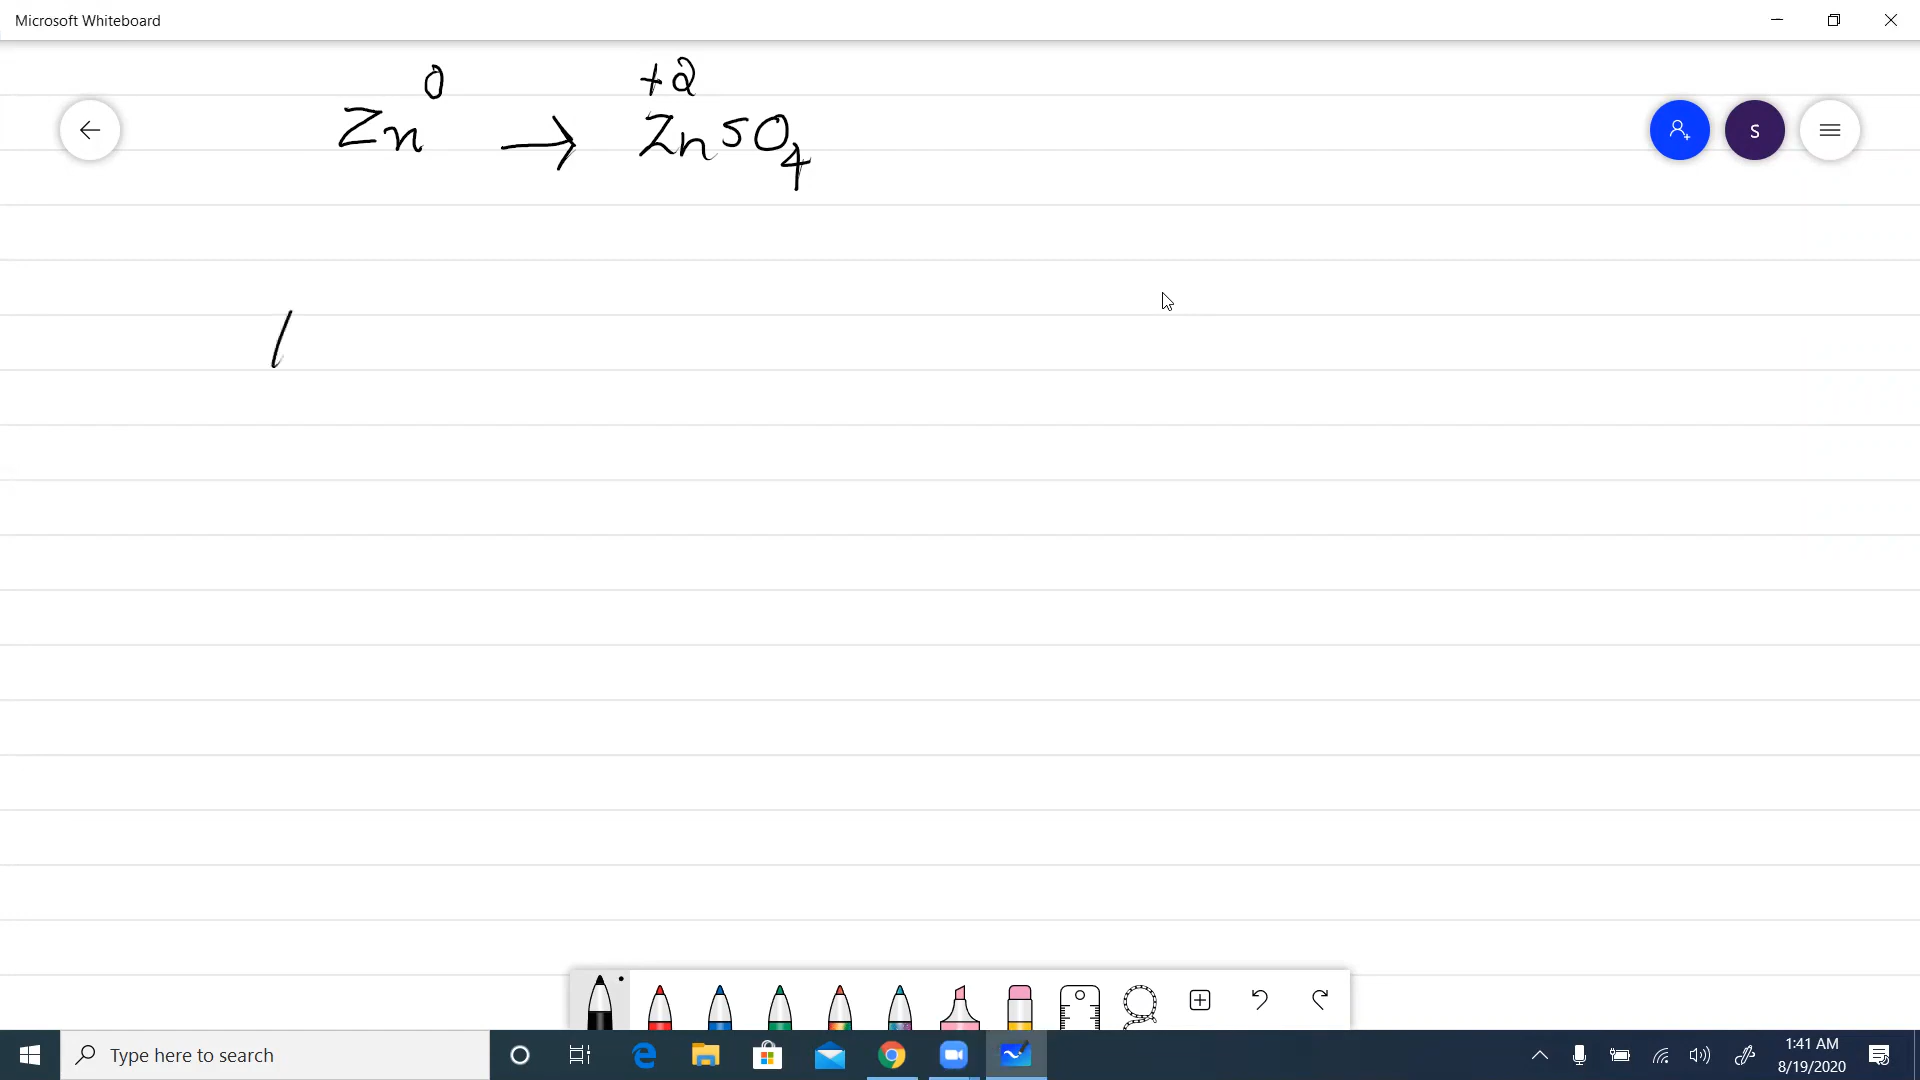 Microsoft Whiteboard
0 +2
Zn → ZnSO4
S
/
Type here to search
1:41 AM
8/19/2020